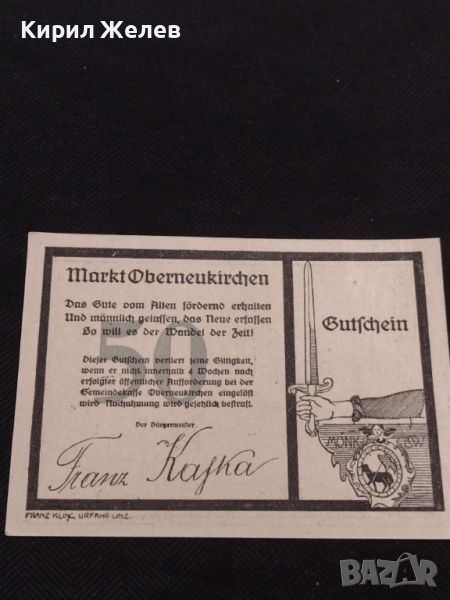 Кирил Желев
Markt Oberneukirchen
Das Gute vom Alten fördernd erhalten
Und männlich gelassen, das Neue erfassen
So will es der Wandel der Zeit!
50
Dieser Gutschein verliert seine Giltigkeit,
wenn er nicht innerhalb 4 Wochen nach
erfolgter öffentlicher Aufforderung bei der
Gemeindekasse Oberneukirchen eingelöst
wird Nachahmung wird gesetzlich bestraft.
Der Bürgermeister.
Franz Kafka
Gutschein
FRANZ KLING URFAHR-LINZ.
BAZAR